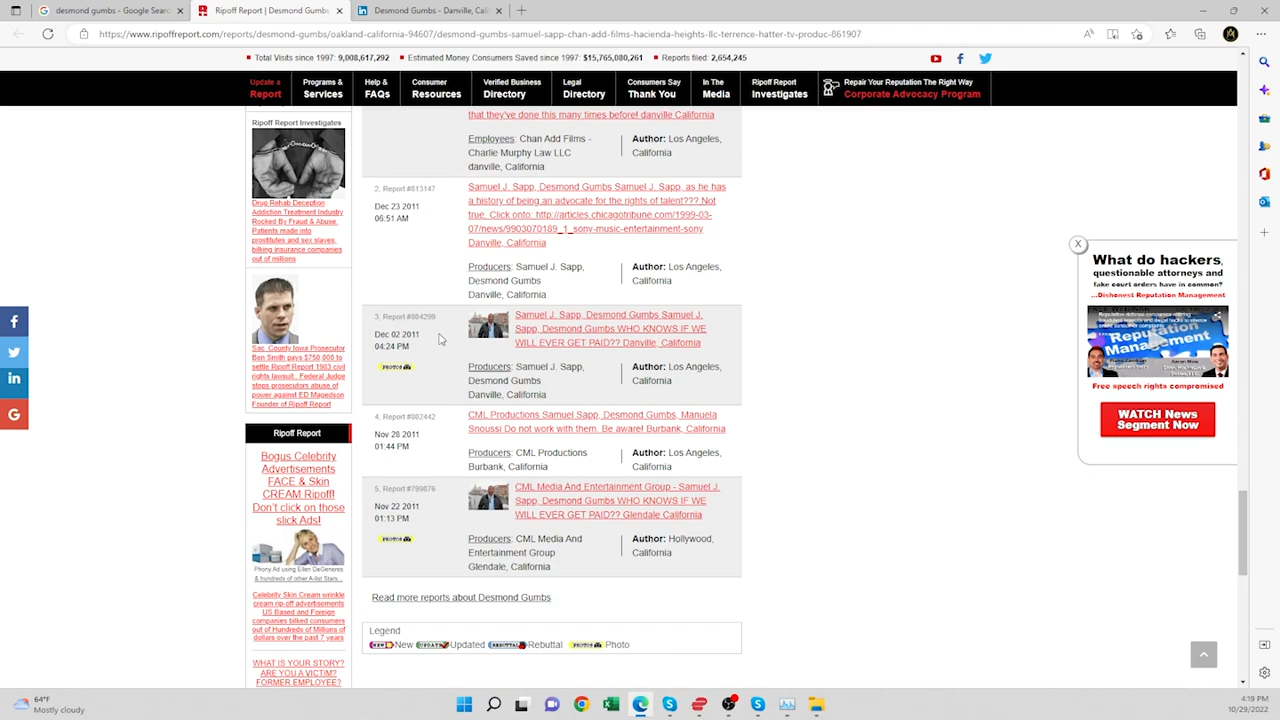 desmond gumbs - Google Searc
Ripoff Report | Desmond Gumbs
Desmond Gumbs - Danville, Cal
https://www.ripoffreport.com/reports/desmond-gumbs/oakland-california-94607/desmond-gumbs-samuel-sapp-chan-add-films-hacienda-heights-llc-terrence-hatter-tv-produc-861907
Total Visits since 1997: 9,008,617,292
Estimated Money Consumers Saved since 1997: $15,765,080,261
Reports filed: 2,654,245
Update a
Report
Programs &
Services
Help &
FAQs
Consumer
Resources
Verified Business
Directory
Legal
Directory
Consumers Say
Thank You
In The
Media
Ripoff Report
Investigates
Repair Your Reputation The Right Way
Corporate Advocacy Program
Ripoff Report Investigates
Drug Rehab Deception
Addiction Treatment Industry
Rocked By Fraud & Abuse.
Patients made into
prostitutes and sex slaves,
bilking insurance companies
out of millions
Sac. County Iowa Prosecutor
Ben Smith pays $750,000 to
settle Ripoff Report 1983 civil
rights lawsuit . Federal Judge
stops prosecutors abuse of
power against ED Magedson
Founder of Ripoff Report
Ripoff Report
Bogus Celebrity
Advertisements
FACE & Skin
CREAM Ripoff!
Don't click on those
slick Ads!
Phony Ad using Ellen DeGeneres
& hundreds of other A-list Stars...
Celebrity Skin Cream wrinkle
cream rip-off advertisements
US Based and Foreign
companies bilked consumers
out of Hundreds of Millions of
dollars over the past 7 years
WHAT IS YOUR STORY?
ARE YOU A VICTIM?
FORMER EMPLOYEE?
that they've done this many times before! danville California
Employees: Chan Add Films -
Charlie Murphy Law LLC
danville, California
Author: Los Angeles,
California
2, Report #813147
Dec 23 2011
06:51 AM
Samuel J. Sapp, Desmond Gumbs Samuel J. Sapp, as he has
a history of being an advocate for the rights of talent??? Not
true. Click onto: http://articles.chicagotribune.com/1999-03-
07/news/9903070189_1_sony-music-entertainment-sony
Danville, California
Producers: Samuel J. Sapp,
Desmond Gumbs
Danville, California
Author: Los Angeles,
California
3, Report #804299
Dec 02 2011
04:24 PM
PHOTOS
Samuel J. Sapp, Desmond Gumbs Samuel J.
Sapp, Desmond Gumbs WHO KNOWS IF WE
WILL EVER GET PAID?? Danville, California
Producers: Samuel J. Sapp,
Desmond Gumbs
Danville, California
Author: Los Angeles,
California
4, Report #802442
Nov 28 2011
01:44 PM
CML Productions Samuel Sapp, Desmond Gumbs, Manuela
Snoussi Do not work with them. Be aware! Burbank, California
Producers: CML Productions
Burbank, California
Author: Los Angeles,
California
5, Report #799876
Nov 22 2011
01:13 PM
PHOTOS
CML Media And Entertainment Group - Samuel J.
Sapp, Desmond Gumbs WHO KNOWS IF WE
WILL EVER GET PAID?? Glendale California
Producers: CML Media And
Entertainment Group
Glendale, California
Author: Hollywood,
California
Read more reports about Desmond Gumbs
Legend
NEW New UPDATE Updated REBUTTAL Rebuttal PHOTOS Photo
X
What do hackers,
questionable attorneys and
fake court orders have in common?
...Dishonest Reputation Management
Reputation
Management
Free speech rights compromised
WATCH News
Segment Now
64°F
Mostly cloudy
4:19 PM
10/29/2022